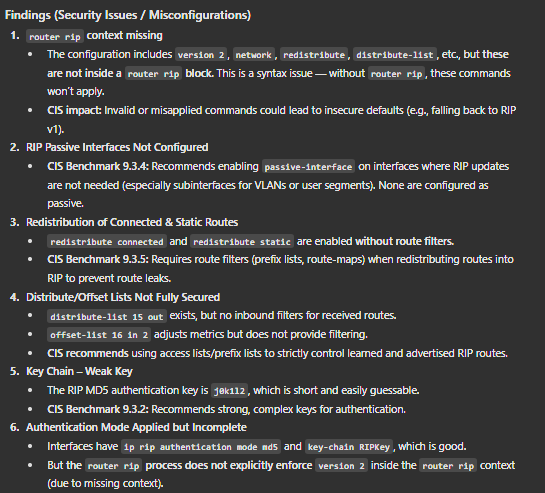 Findings (Security Issues / Misconfigurations)
1. router rip context missing
• The configuration includes version 2, network, redistribute, distribute-list, etc., but these
are not inside a router rip block. This is a syntax issue — without router rip, these commands
won't apply.
• CIS impact: Invalid or misapplied commands could lead to insecure defaults (e.g., falling back to RIP
v1).
2. RIP Passive Interfaces Not Configured
• CIS Benchmark 9.3.4: Recommends enabling passive-interface on interfaces where RIP updates
are not needed (especially subinterfaces for VLANs or user segments). None are configured as
passive.
3. Redistribution of Connected & Static Routes
• redistribute connected and redistribute static are enabled without route filters.
• CIS Benchmark 9.3.5: Requires route filters (prefix lists, route-maps) when redistributing routes into
RIP to prevent route leaks.
4. Distribute/Offset Lists Not Fully Secured
• distribute-list 15 out exists, but no inbound filters for received routes.
• offset-list 16 in 2 adjusts metrics but does not provide filtering.
• CIS recommends using access lists/prefix lists to strictly control learned and advertised RIP routes.
5. Key Chain – Weak Key
• The RIP MD5 authentication key is j0k1l2, which is short and easily guessable.
• CIS Benchmark 9.3.2: Recommends strong, complex keys for authentication.
6. Authentication Mode Applied but Incomplete
• Interfaces have ip rip authentication mode md5 and key-chain RIPKey, which is good.
• But the router rip process does not explicitly enforce version 2 inside the router rip context
(due to missing context).